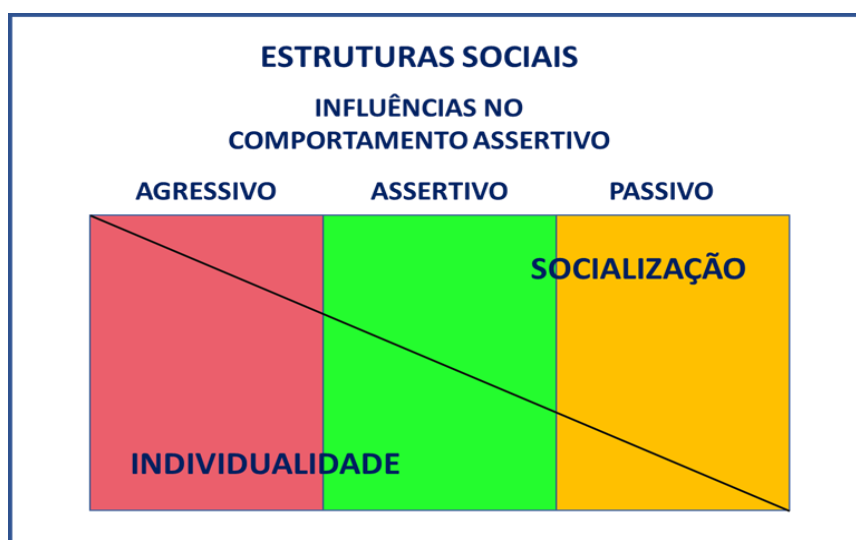 ESTRUTURAS SOCIAIS
INFLUÊNCIAS NO
COMPORTAMENTO ASSERTIVO
AGRESSIVO ASSERTIVO PASSIVO
SOCIALIZAÇÃO
INDIVIDUALIDADE